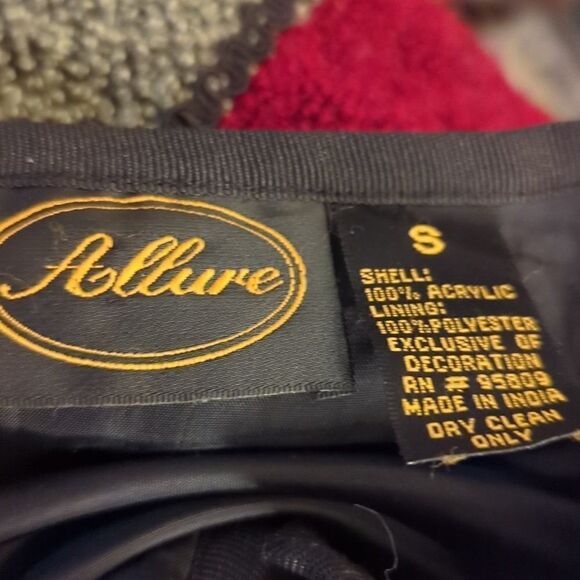 Allure
S
SHELL:
100% ACRYLIC
LINING:
100%POLYESTER
EXCLUSIVE OF
DECORATION
RN # 95809
MADE IN INDIA
DRY CLEAN
ONLY